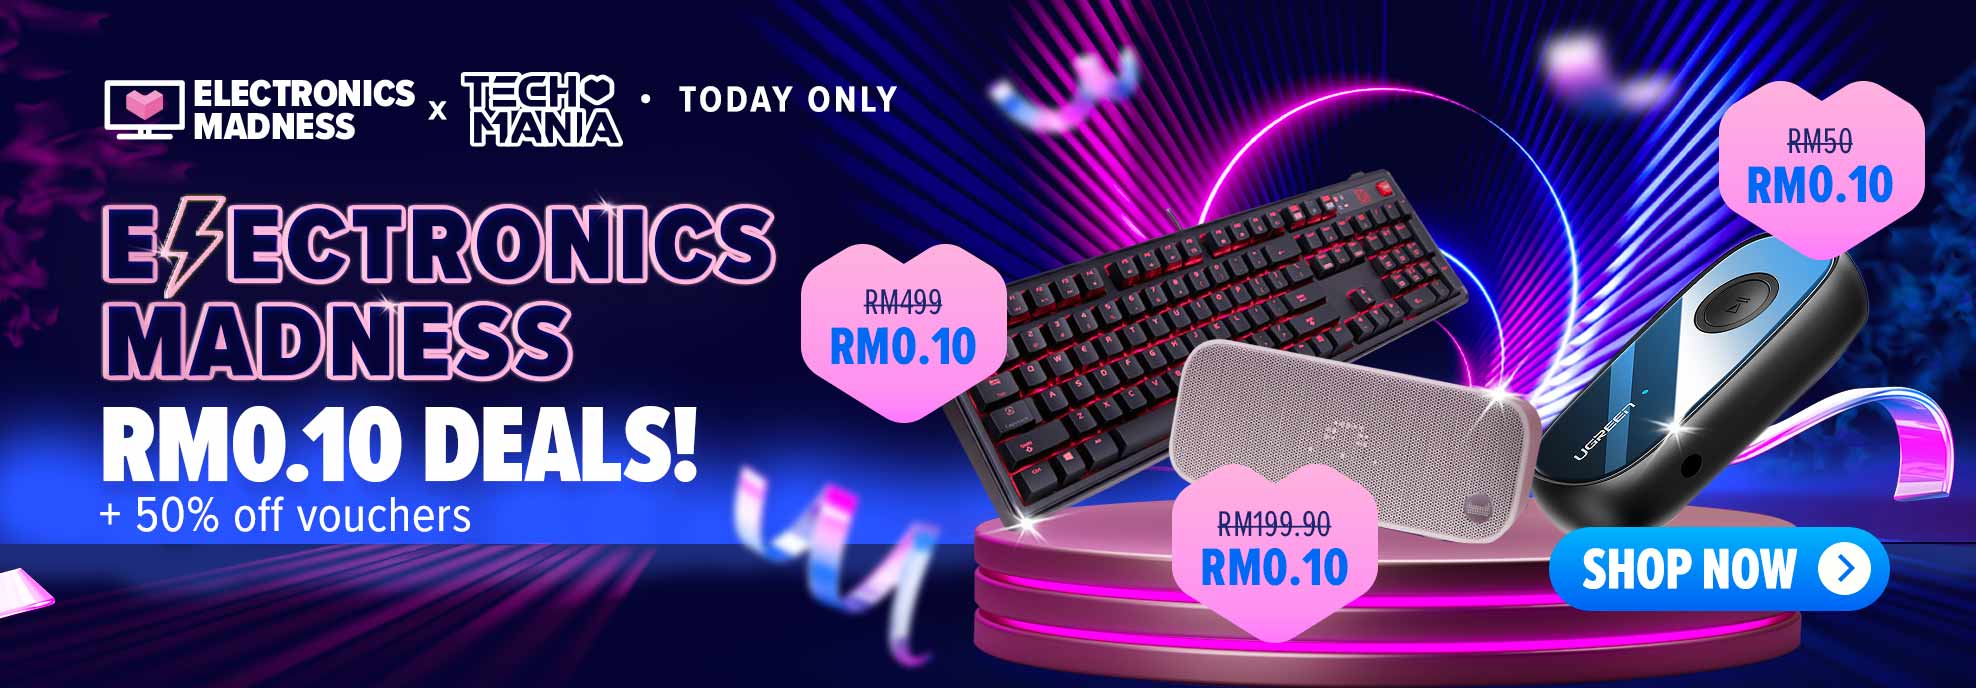 ELECTRONICS
MADNESS
x
TECH
MANIA
• TODAY ONLY
ELECTRONICS
MADNESS
RM0.10 DEALS!
+ 50% off vouchers
RM499
RM0.10
RM199.90
RM0.10
RM50
RM0.10
UGREEN
SHOP NOW